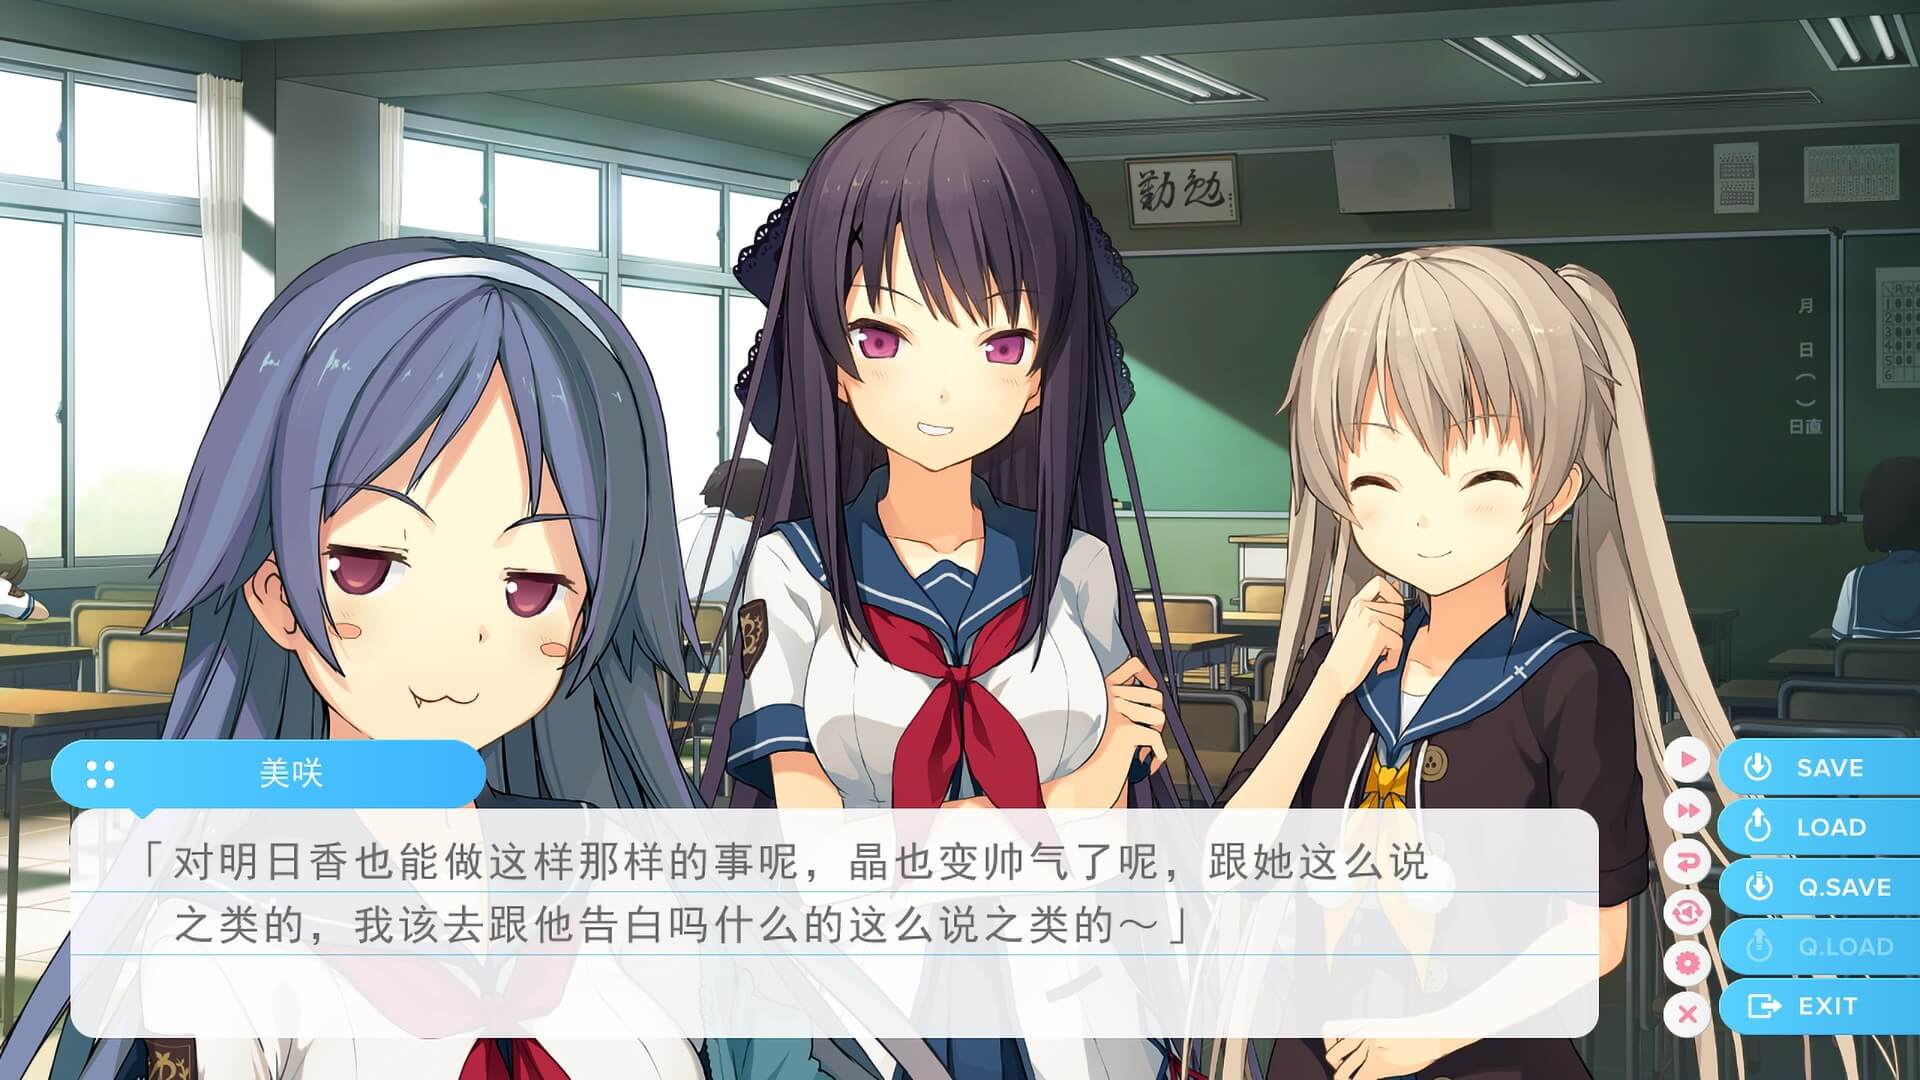 勤勉
月
日
（
）
日直
美咲
「对明日香也能做这样那样的事呢，晶也变帅气了呢，跟她这么说
之类的，我该去跟他告白吗什么的这么说之类的～」
SAVE
LOAD
Q.SAVE
Q.LOAD
EXIT